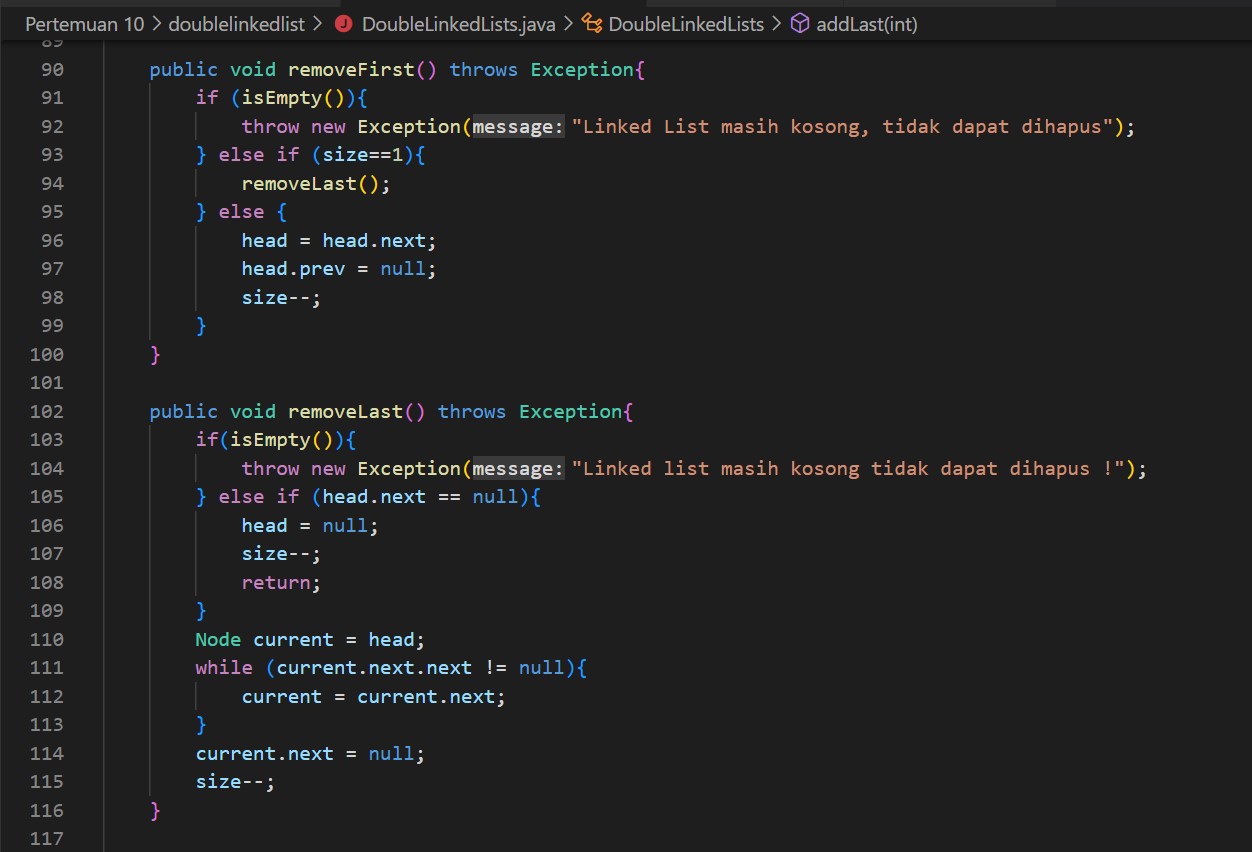 Pertemuan 10 > doublelinkedlist > J DoubleLinkedLists.java > DoubleLinkedLists > addLast(int)
89
90 public void removeFirst() throws Exception{
91 if (isEmpty()){
92 throw new Exception(message: "Linked List masih kosong, tidak dapat dihapus");
93 } else if (size==1){
94 removeLast();
95 } else {
96 head = head.next;
97 head.prev = null;
98 size--;
99 }
100 }
101
102 public void removeLast() throws Exception{
103 if(isEmpty()){
104 throw new Exception(message: "Linked list masih kosong tidak dapat dihapus !");
105 } else if (head.next == null){
106 head = null;
107 size--;
108 return;
109 }
110 Node current = head;
111 while (current.next.next != null){
112 current = current.next;
113 }
114 current.next = null;
115 size--;
116 }
117